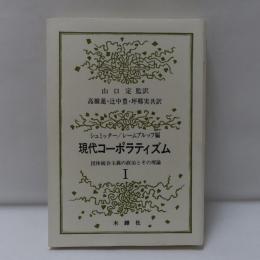 山口定監訳
高橋進・辻中豊・坪郷実共訳
シュミッター/レームブルッフ編
現代コーポラティズム
団体統合主義の政治とその理論
I
木鐸社